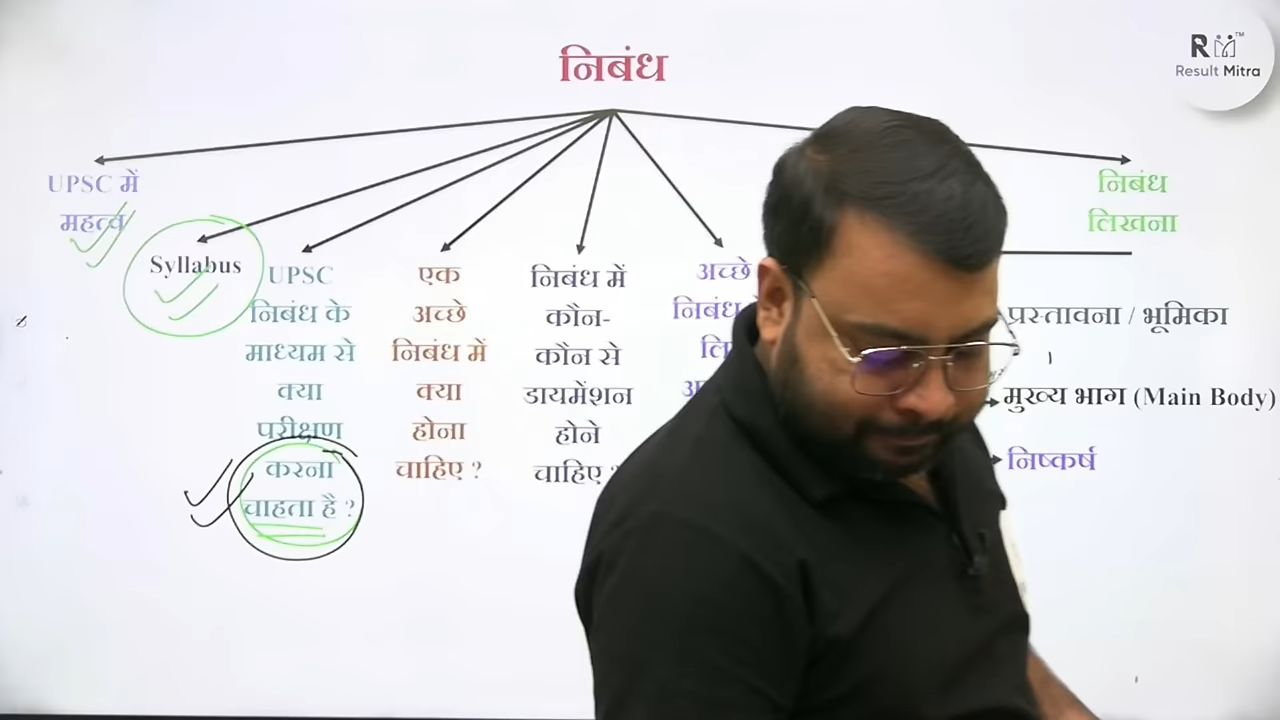 निबंध
RM™
Result Mitra
UPSC में
महत्व
Syllabus
UPSC
निबंध के
माध्यम से
क्या
परीक्षण
करना
चाहता है ?
एक
अच्छे
निबंध में
क्या
होना
चाहिए ?
निबंध में
कौन-
कौन से
डायमेंशन
होने
चाहिए
अच्छे
निबंध
निबंध
लिखना
प्रस्तावना / भूमिका
मुख्य भाग (Main Body)
निष्कर्ष